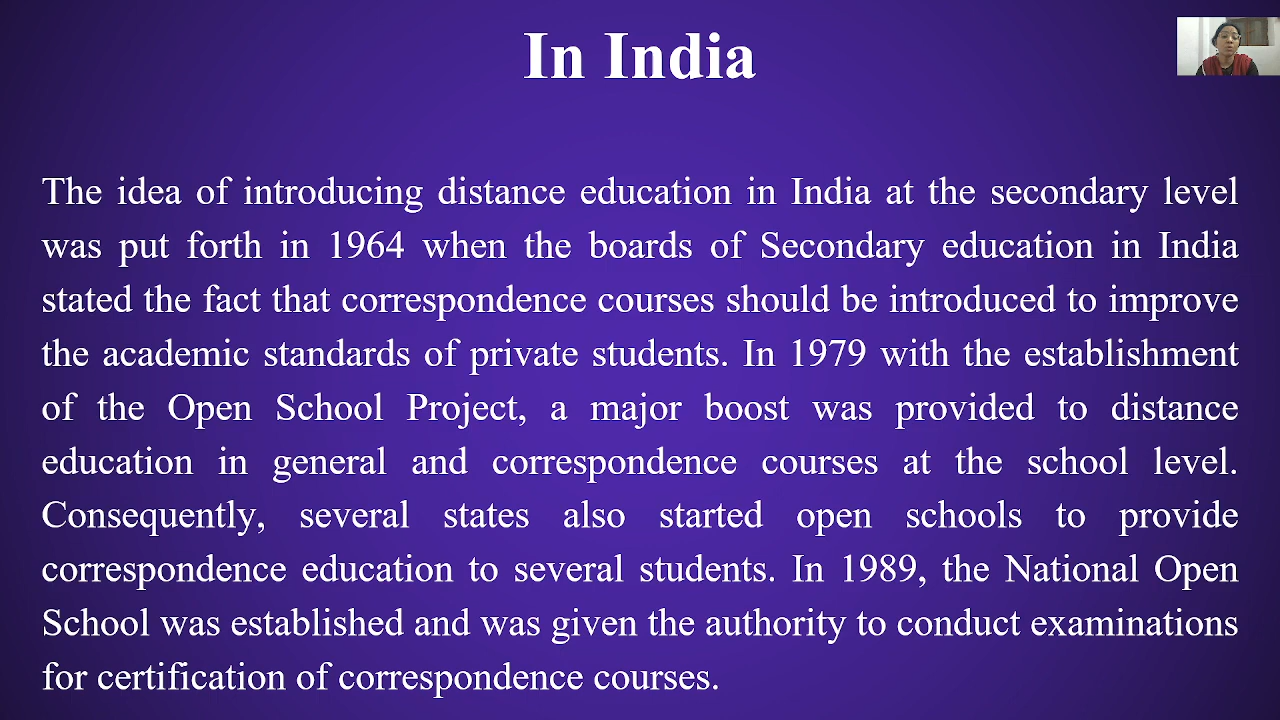 In India
The idea of introducing distance education in India at the secondary level
was put forth in 1964 when the boards of Secondary education in India
stated the fact that correspondence courses should be introduced to improve
the academic standards of private students. In 1979 with the establishment
of the Open School Project, a major boost was provided to distance
education in general and correspondence courses at the school level.
Consequently, several states also started open schools to provide
correspondence education to several students. In 1989, the National Open
School was established and was given the authority to conduct examinations
for certification of correspondence courses.